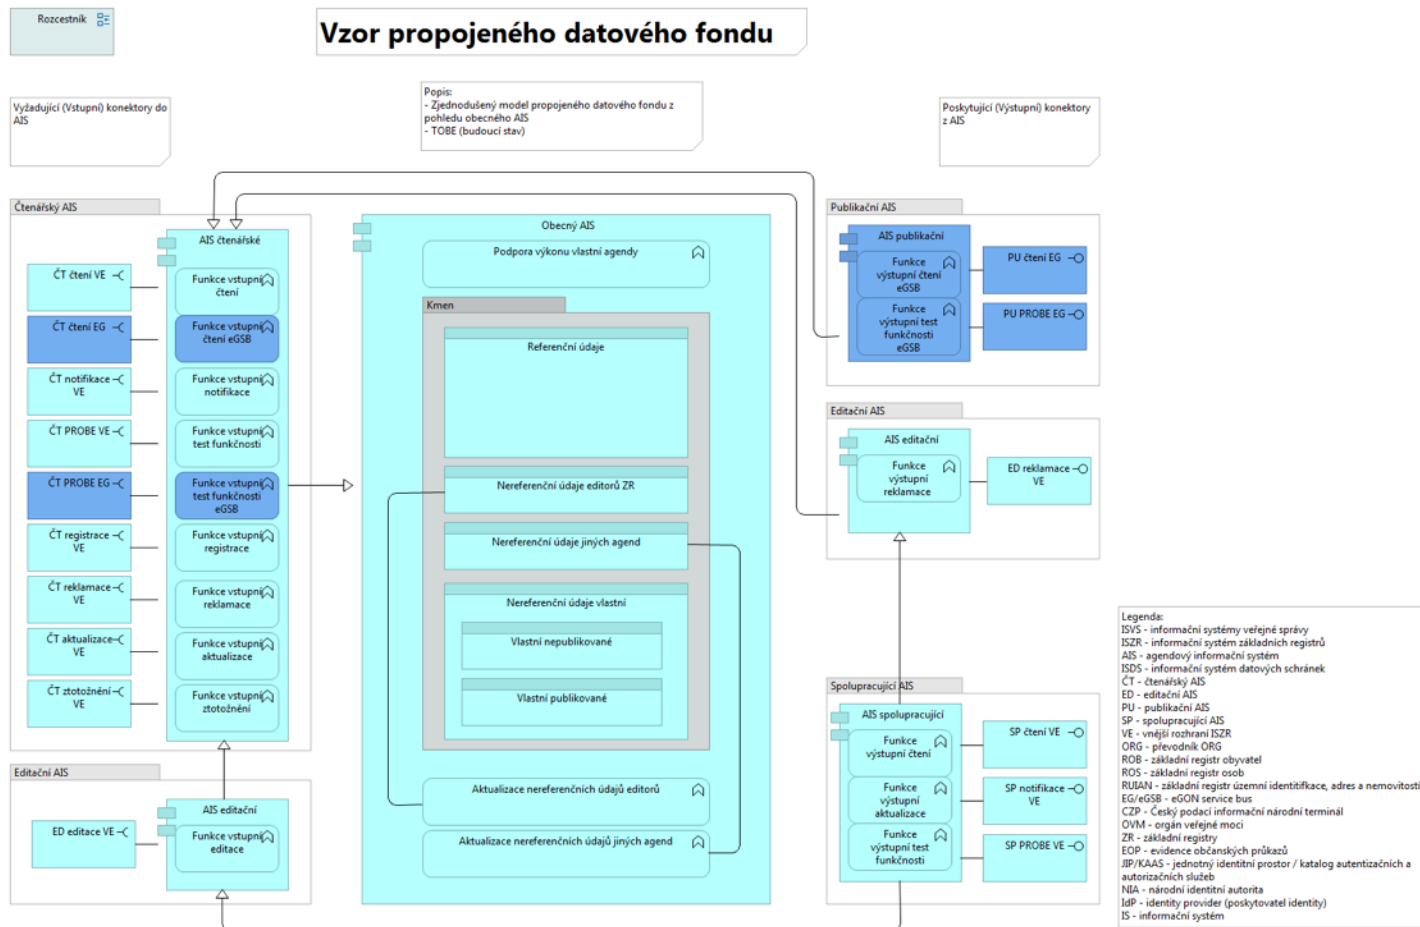 Rozcestník
Vzor propojeného datového fondu
Vyžadující (Vstupní) konektory do
AIS
Popis:
- Zjednodušený model propojeného datového fondu z
pohledu obecného AIS
- TOBE (budoucí stav)
Poskytující (Výstupní) konektory
z AIS
Čtenářský AIS
AIS čtenářské
ČT čtení VE
Funkce vstupní
čtení
ČT čtení EG
Funkce vstupní
čtení eGSB
ČT notifikace
VE
Funkce vstupní
notifikace
ČT PROBE VE
Funkce vstupní
test funkčnosti
ČT PROBE EG
Funkce vstupní
test funkčnosti
eGSB
ČT registrace
VE
Funkce vstupní
registrace
ČT reklamace
VE
Funkce vstupní
reklamace
ČT aktualizace
VE
Funkce vstupní
aktualizace
ČT ztotožnění
VE
Funkce vstupní
ztotožnění
Editační AIS
AIS editační
ED editace VE
Funkce vstupní
editace
Obecný AIS
Podpora výkonu vlastní agendy
Kmen
Referenční údaje
Nereferenční údaje editorů ZR
Nereferenční údaje jiných agend
Nereferenční údaje vlastní
Vlastní nepublikované
Vlastní publikované
Aktualizace nereferenčních údajů editorů
Aktualizace nereferenčních údajů jiných agend
Publikační AIS
AIS publikační
Funkce
výstupní čtení
eGSB
PU čtení EG
Funkce
výstupní test
funkčnosti
eGSB
PU PROBE EG
Editační AIS
AIS editační
Funkce
výstupní
reklamace
ED reklamace
VE
Spolupracující AIS
AIS spolupracující
Funkce
výstupní čtení
SP čtení VE
Funkce
výstupní
aktualizace
SP notifikace
VE
Funkce
výstupní test
funkčnosti
SP PROBE VE
Legenda:
ISVS - informační systémy veřejné správy
ISZR - informační systém základních registrů
AIS - agendový informační systém
ISDS - informační systém datových schránek
ČT - čtenářský AIS
ED - editační AIS
PU - publikační AIS
SP - spolupracující AIS
VE - vnější rozhraní ISZR
ORG - převodník ORG
ROB - základní registr obyvatel
ROS - základní registr osob
RUIAN - základní registr územní identitifkace, adres a nemovitostí
EG/eGSB - eGON service bus
CZP - Český podací informační národní terminál
OVM - orgán veřejné moci
ZR - základní registry
EOP - evidence občanských průkazů
JIP/KAAS - jednotný identitní prostor / katalog autentizačních a
autorizačních služeb
NIA - národní identitní autorita
IdP - identity provider (poskytovatel identity)
IS - informační systém